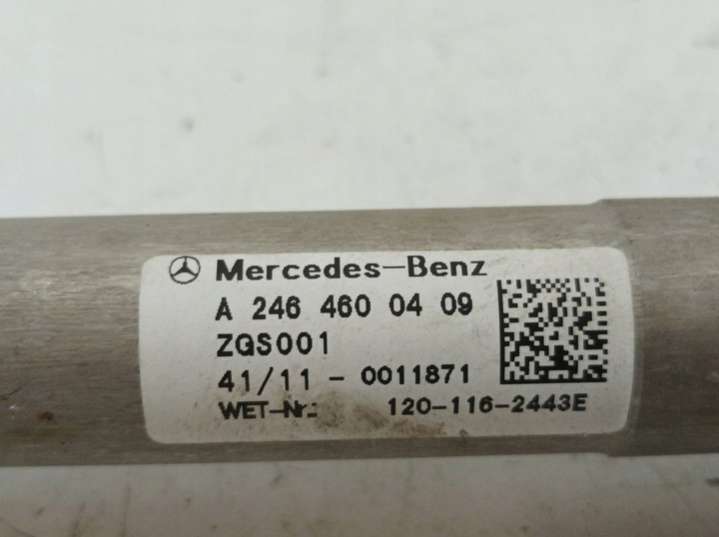 Mercedes-Benz
A 246 460 04 09
ZGS001
41/11 - 0011871
WET-Nr.: 120-116-2443E